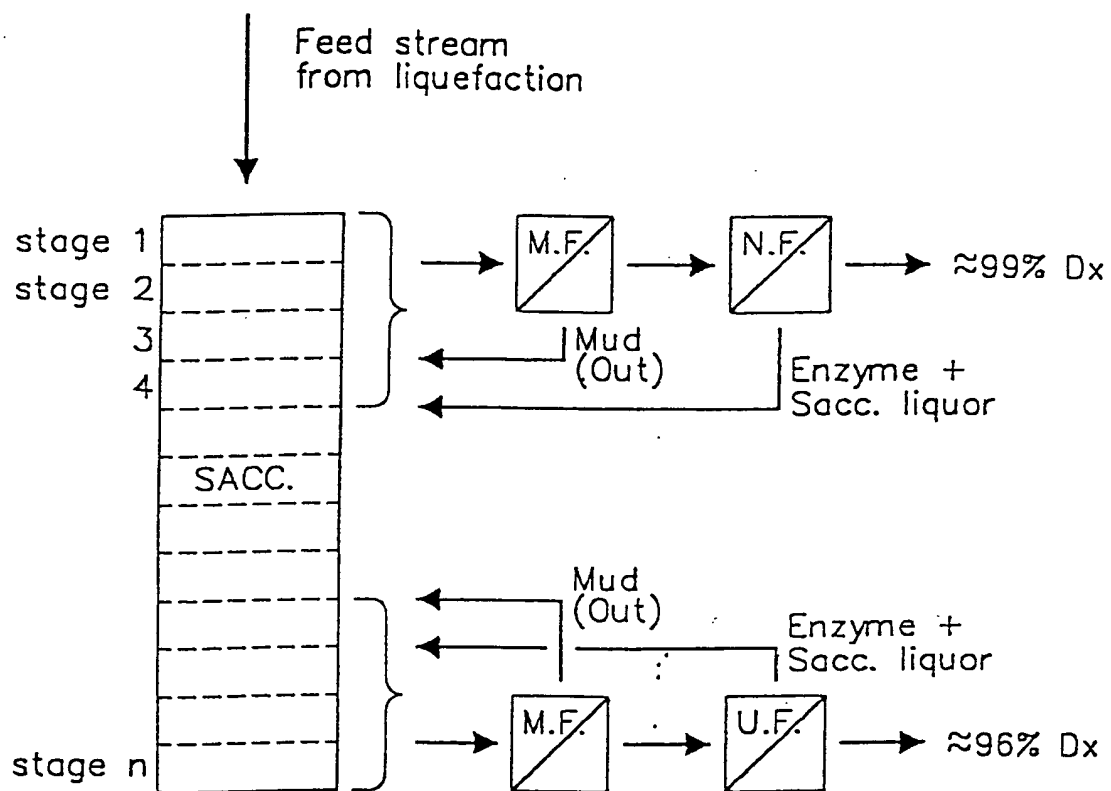 Feed stream
from liquefaction
stage 1
stage 2
3
4
SACC.
stage n
M.F.
N.F.
≈99% Dx
Mud
(Out)
Enzyme +
Sacc. liquor
Mud
(Out)
Enzyme +
Sacc. liquor
M.F.
U.F.
≈96% Dx